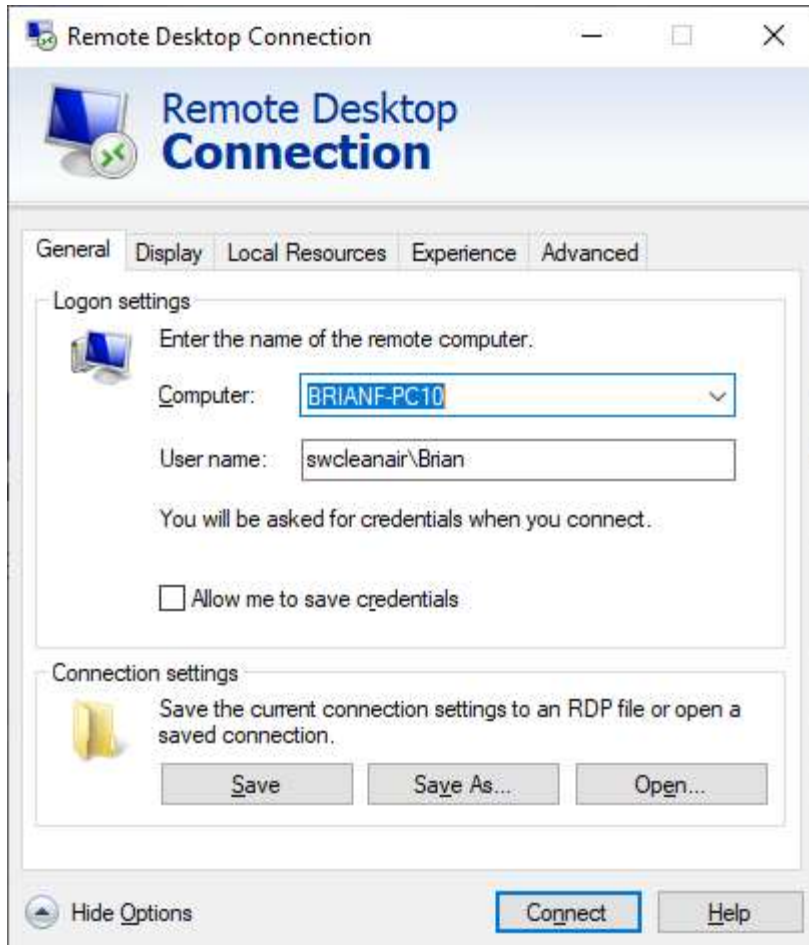 Remote Desktop Connection
Remote Desktop
Connection
General Display Local Resources Experience Advanced
Logon settings
Enter the name of the remote computer.
Computer: BRIANF-PC10
User name: swcleanair\Brian
You will be asked for credentials when you connect.
Allow me to save credentials
Connection settings
Save the current connection settings to an RDP file or open a
saved connection.
Save Save As... Open...
Hide Options Connect Help